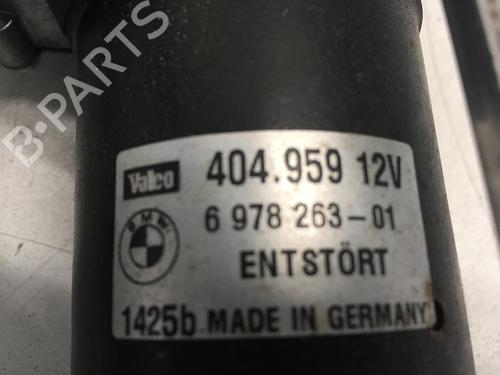 B-PARTS
Valeo 404.959 12V
BMW 6 978 263-01
ENTSTÖRT
1425b MADE IN GERMANY